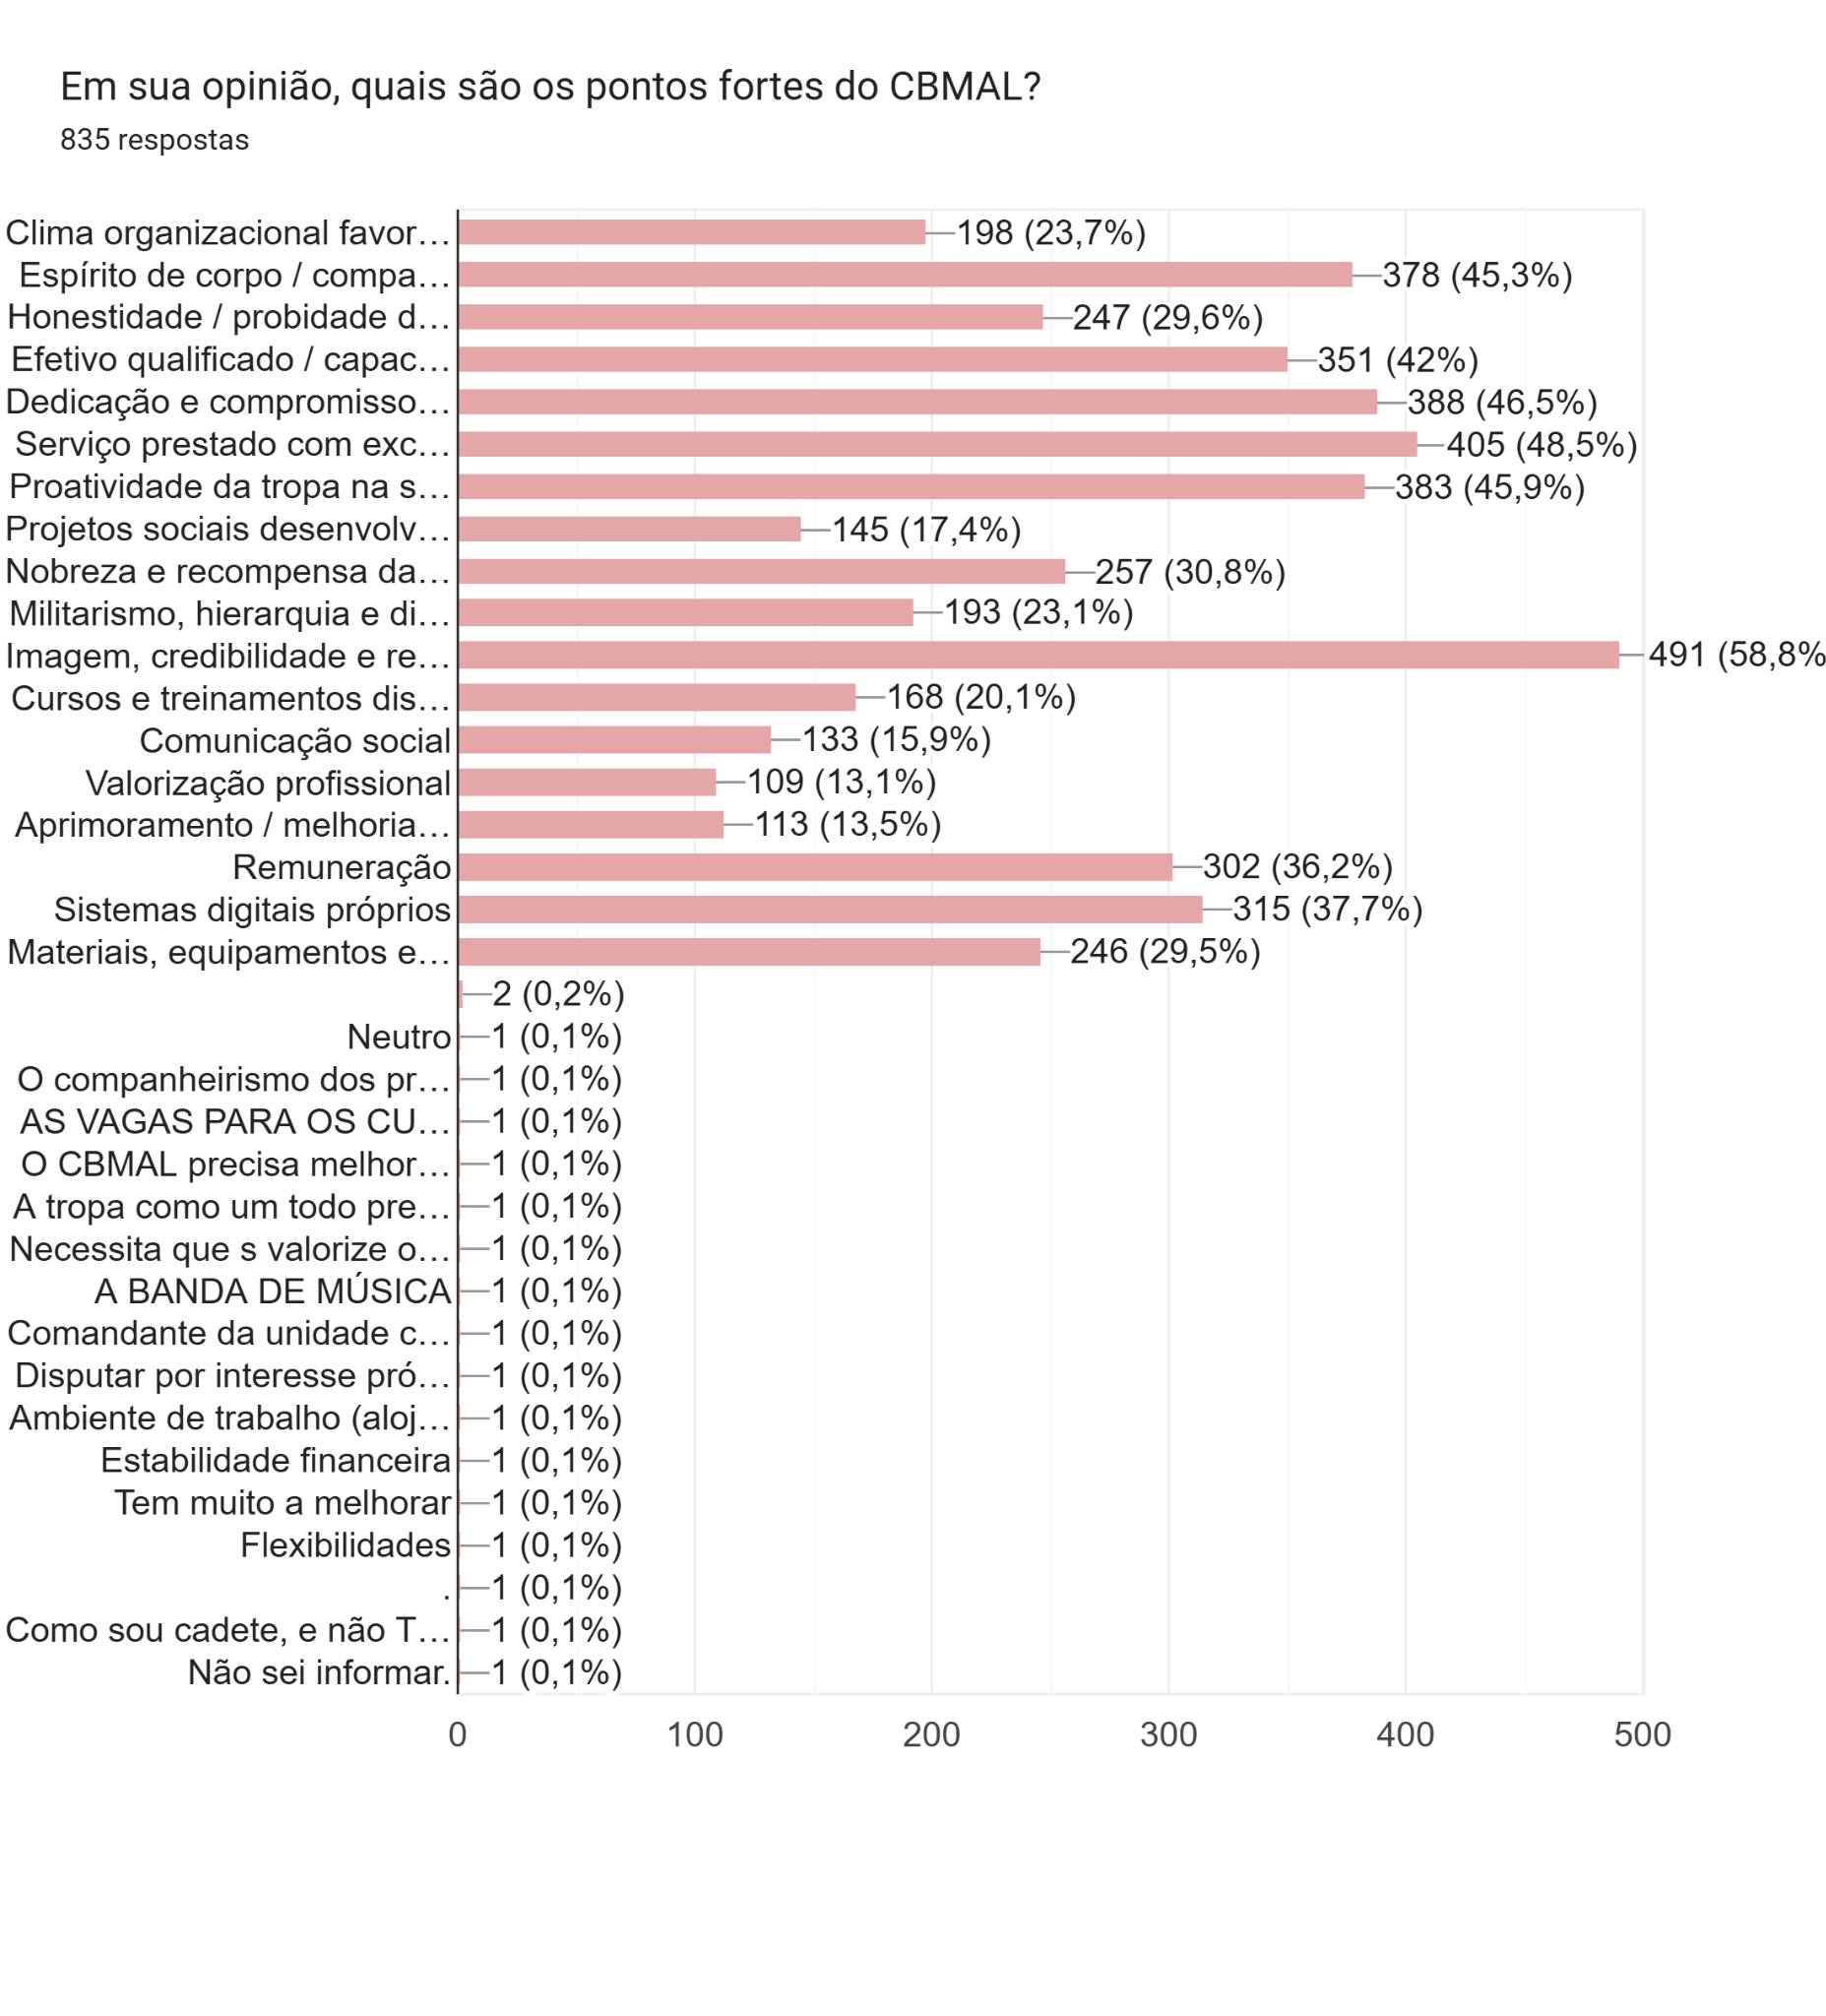 Em sua opinião, quais são os pontos fortes do CBMAL?
835 respostas
Clima organizacional favor… 198 (23,7%)
Espírito de corpo / compa… 378 (45,3%)
Honestidade / probidade d… 247 (29,6%)
Efetivo qualificado / capac… 351 (42%)
Dedicação e compromisso… 388 (46,5%)
Serviço prestado com exc… 405 (48,5%)
Proatividade da tropa na s… 383 (45,9%)
Projetos sociais desenvolv… 145 (17,4%)
Nobreza e recompensa da… 257 (30,8%)
Militarismo, hierarquia e di… 193 (23,1%)
Imagem, credibilidade e re… 491 (58,8%
Cursos e treinamentos dis… 168 (20,1%)
Comunicação social 133 (15,9%)
Valorização profissional 109 (13,1%)
Aprimoramento / melhoria… 113 (13,5%)
Remuneração 302 (36,2%)
Sistemas digitais próprios 315 (37,7%)
Materiais, equipamentos e… 246 (29,5%)
2 (0,2%)
Neutro 1 (0,1%)
O companheirismo dos pr… 1 (0,1%)
AS VAGAS PARA OS CU… 1 (0,1%)
O CBMAL precisa melhor… 1 (0,1%)
A tropa como um todo pre… 1 (0,1%)
Necessita que s valorize o… 1 (0,1%)
A BANDA DE MÚSICA 1 (0,1%)
Comandante da unidade c… 1 (0,1%)
Disputar por interesse pró… 1 (0,1%)
Ambiente de trabalho (aloj… 1 (0,1%)
Estabilidade financeira 1 (0,1%)
Tem muito a melhorar 1 (0,1%)
Flexibilidades 1 (0,1%)
. 1 (0,1%)
Como sou cadete, e não T… 1 (0,1%)
Não sei informar. 1 (0,1%)
0 100 200 300 400 500